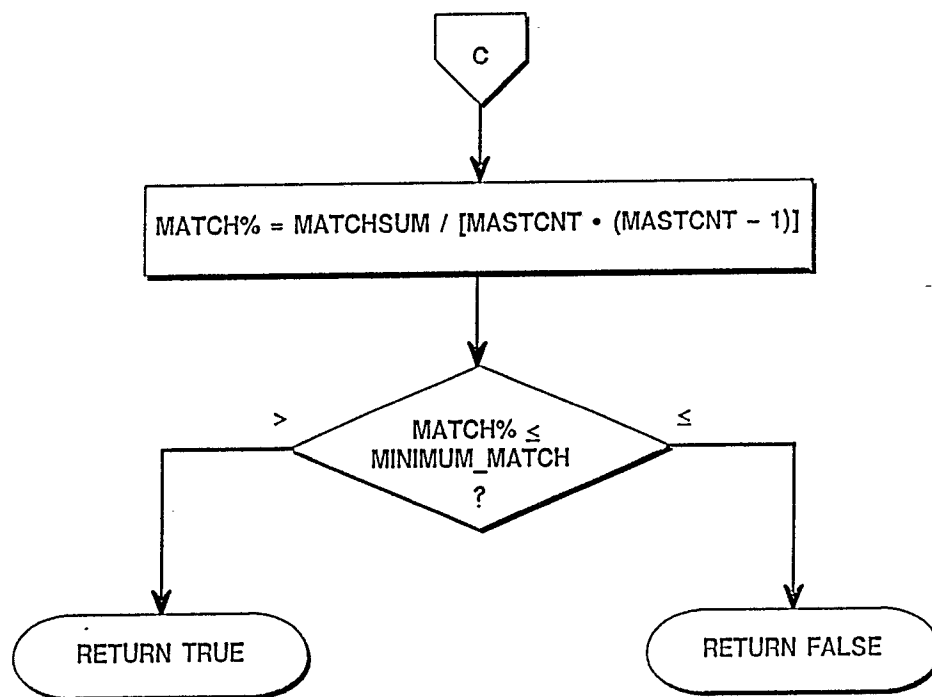 C
MATCH% = MATCHSUM / [MASTCNT • (MASTCNT – 1)]
>
≤
MATCH% ≤
MINIMUM_MATCH
?
RETURN TRUE
RETURN FALSE